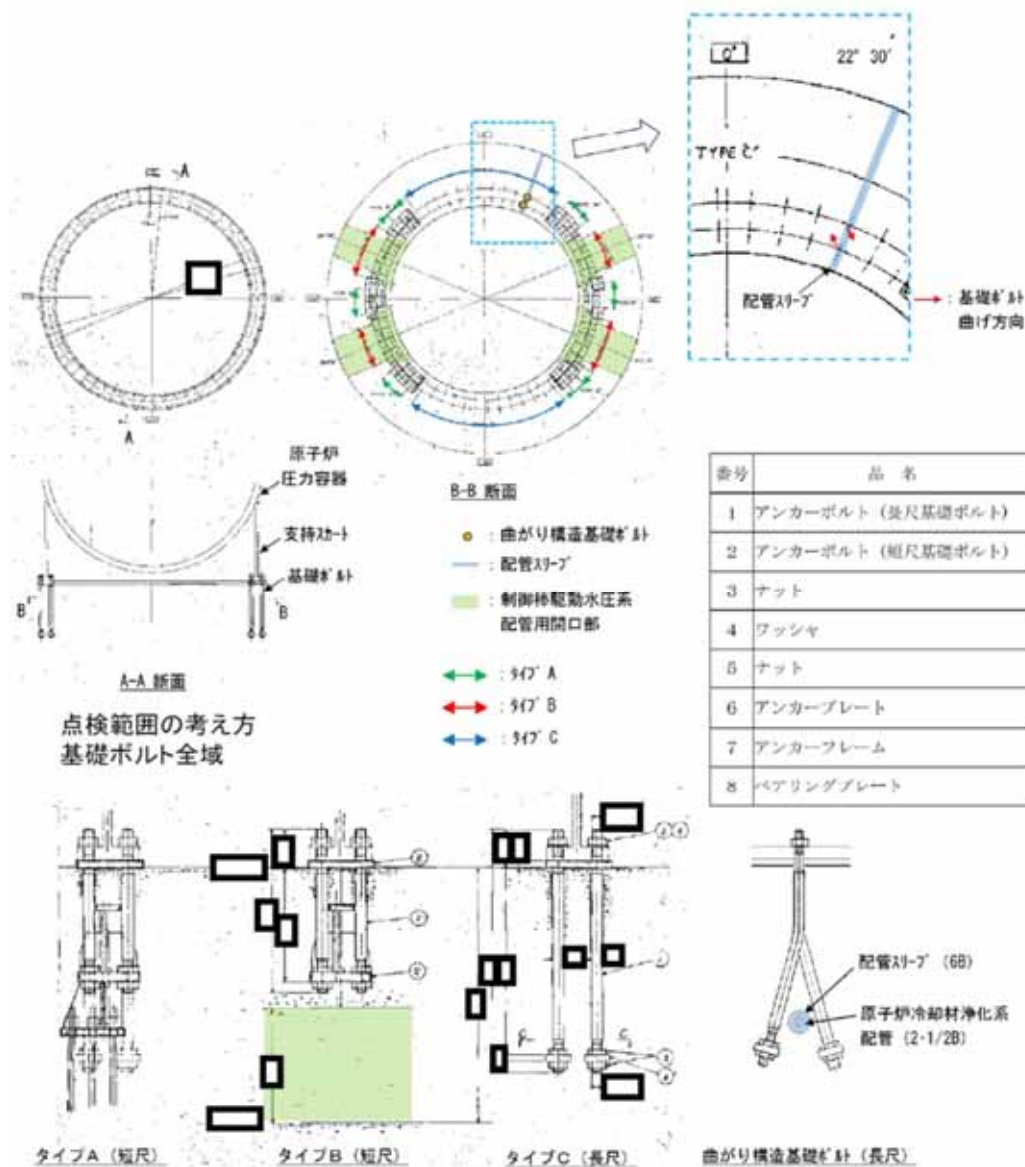 0°
22° 30′
TYPE C
配管スリーブ
: 基礎ボルト
曲げ方向
A
A
原子炉
圧力容器
支持スカート
基礎ボルト
B
B
A-A 断面
B-B 断面
: 曲がり構造基礎ボルト
: 配管スリーブ
: 制御棒駆動水圧系
配管用開口部
: タイプ A
: タイプ B
: タイプ C
点検範囲の考え方
基礎ボルト全域
番号 品 名
1 アンカーボルト (長尺基礎ボルト)
2 アンカーボルト (短尺基礎ボルト)
3 ナット
4 ワッシャ
5 ナット
6 アンカープレート
7 アンカーフレーム
8 ベアリングプレート
配管スリーブ (6B)
原子炉冷却材浄化系
配管 (2-1/2B)
タイプA (短尺)
タイプB (短尺)
タイプC (長尺)
曲がり構造基礎ボルト (長尺)